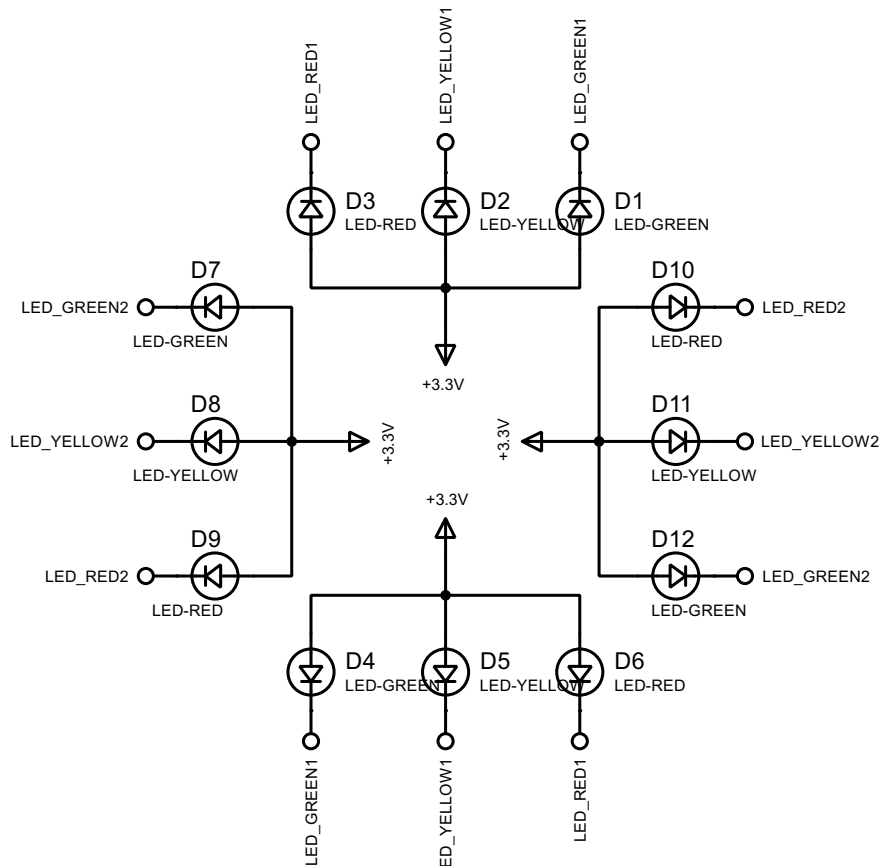 LED_RED1
LED_YELLOW1
LED_GREEN1
D3
LED-RED
D2
LED-YELLOW
D1
LED-GREEN
D7
LED_GREEN2
LED-GREEN
D10
LED_RED2
LED-RED
+3.3V
D8
LED_YELLOW2
LED-YELLOW
+3.3V
+3.3V
D11
LED_YELLOW2
LED-YELLOW
+3.3V
D9
LED_RED2
LED-RED
D12
LED_GREEN2
LED-GREEN
D4
LED-GREEN
D5
LED-YELLOW
D6
LED-RED
LED_GREEN1
LED_YELLOW1
LED_RED1